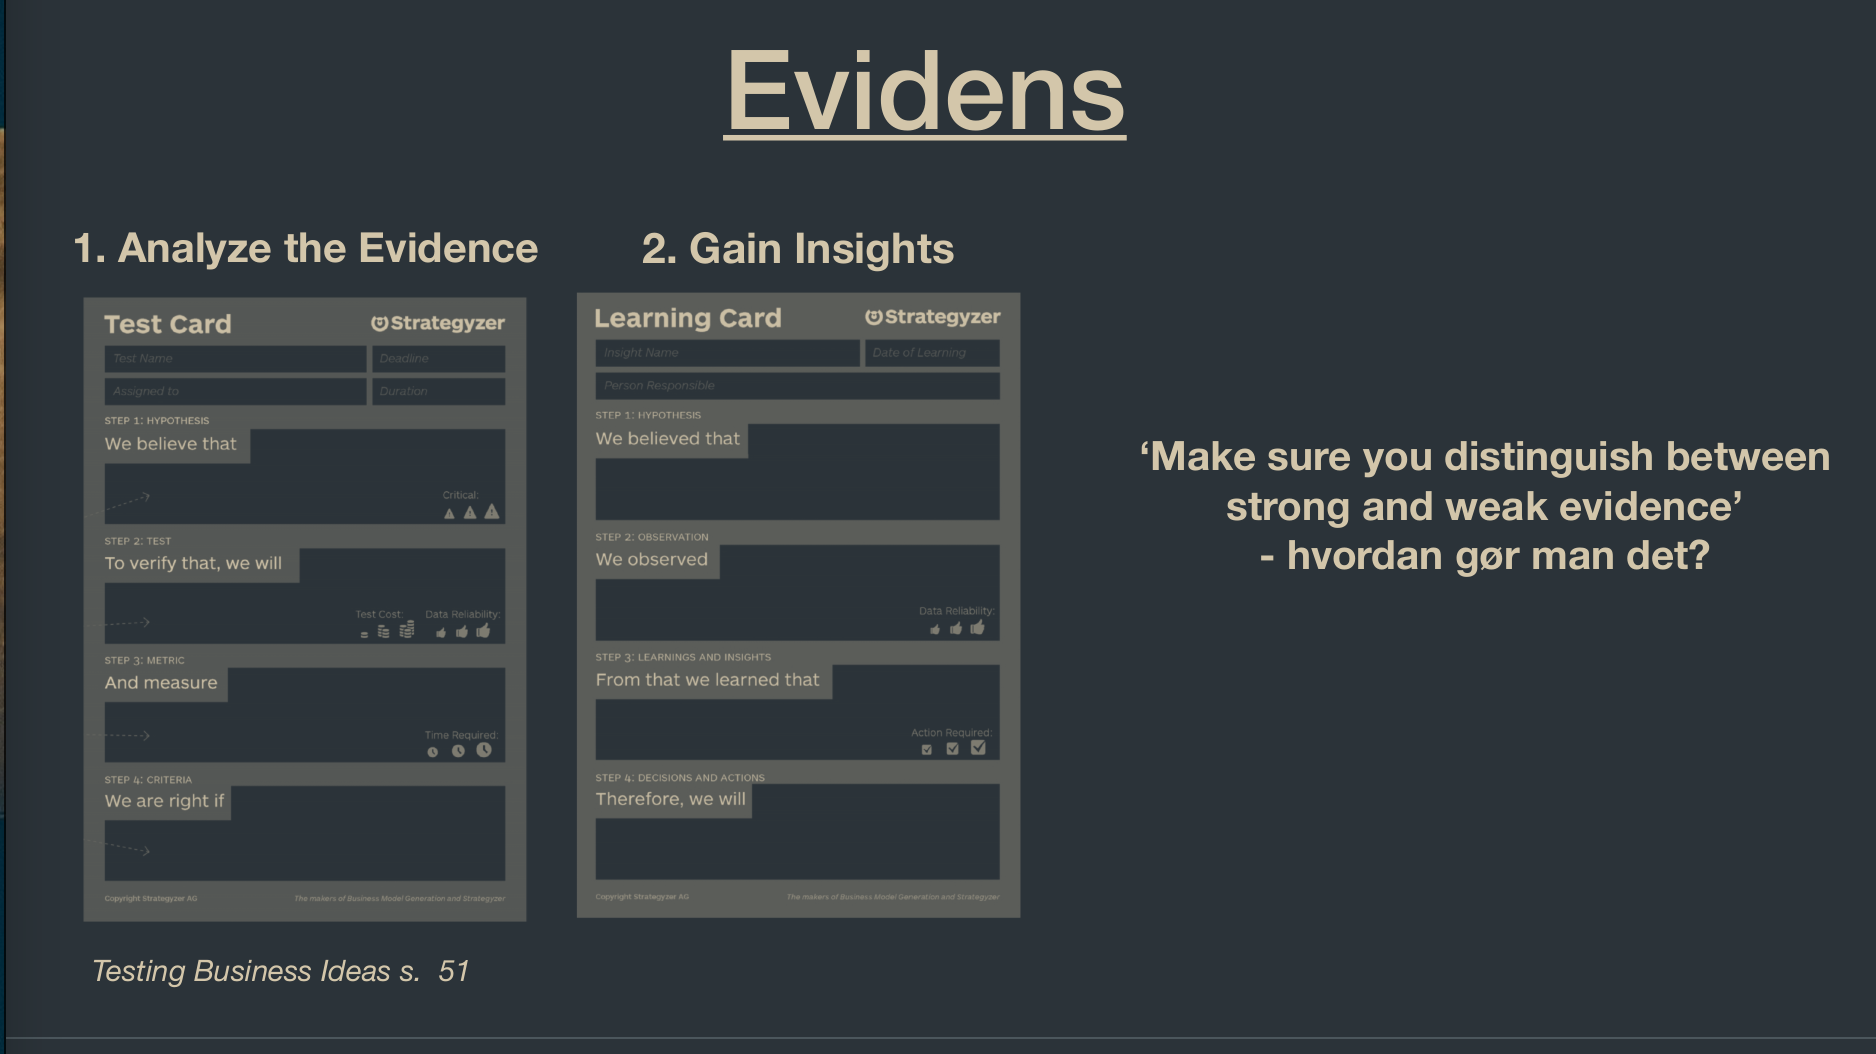 Evidens
1. Analyze the Evidence
Test Card
Strategyzer
Test Name
Deadline
Assigned to
Duration
STEP 1: HYPOTHESIS
We believe that
Critical:
STEP 2: TEST
To verify that, we will
Test Cost:
Data Reliability:
STEP 3: METRIC
And measure
Time Required:
STEP 4: CRITERIA
We are right if
Copyright Strategyzer AG
The makers of Business Model Generation and Strategyzer
2. Gain Insights
Learning Card
Strategyzer
Insight Name
Date of Learning
Person Responsible
STEP 1: HYPOTHESIS
We believed that
STEP 2: OBSERVATION
We observed
Data Reliability:
STEP 3: LEARNINGS AND INSIGHTS
From that we learned that
Action Required:
STEP 4: DECISIONS AND ACTIONS
Therefore, we will
Copyright Strategyzer AG
The makers of Business Model Generation and Strategyzer
‘Make sure you distinguish between
strong and weak evidence’
- hvordan gør man det?
Testing Business Ideas s. 51